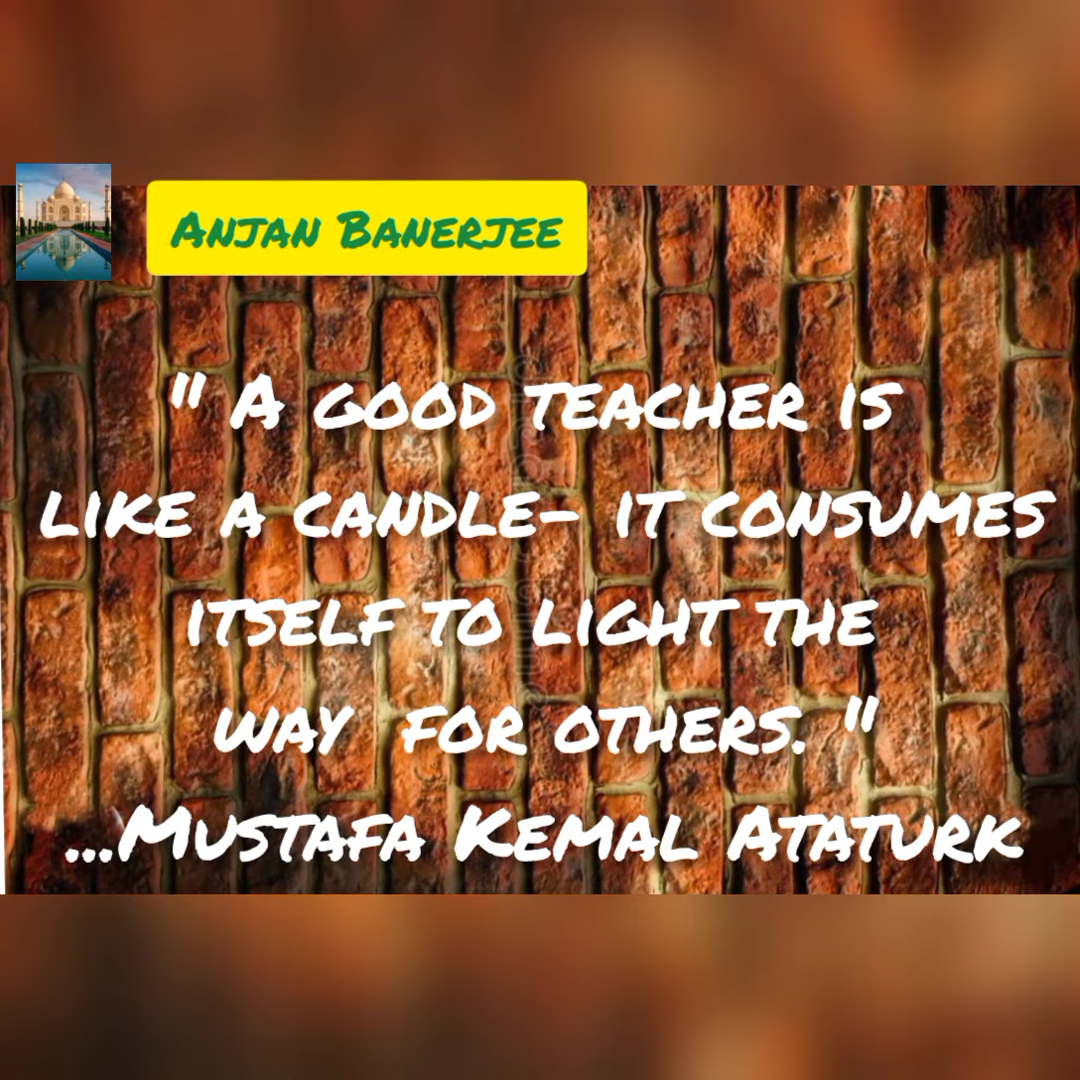 ANJAN BANERJEE
" A GOOD TEACHER IS
LIKE A CANDLE- IT CONSUMES
ITSELF TO LIGHT THE
WAY FOR OTHERS. "
...MUSTAFA KEMAL ATATURK